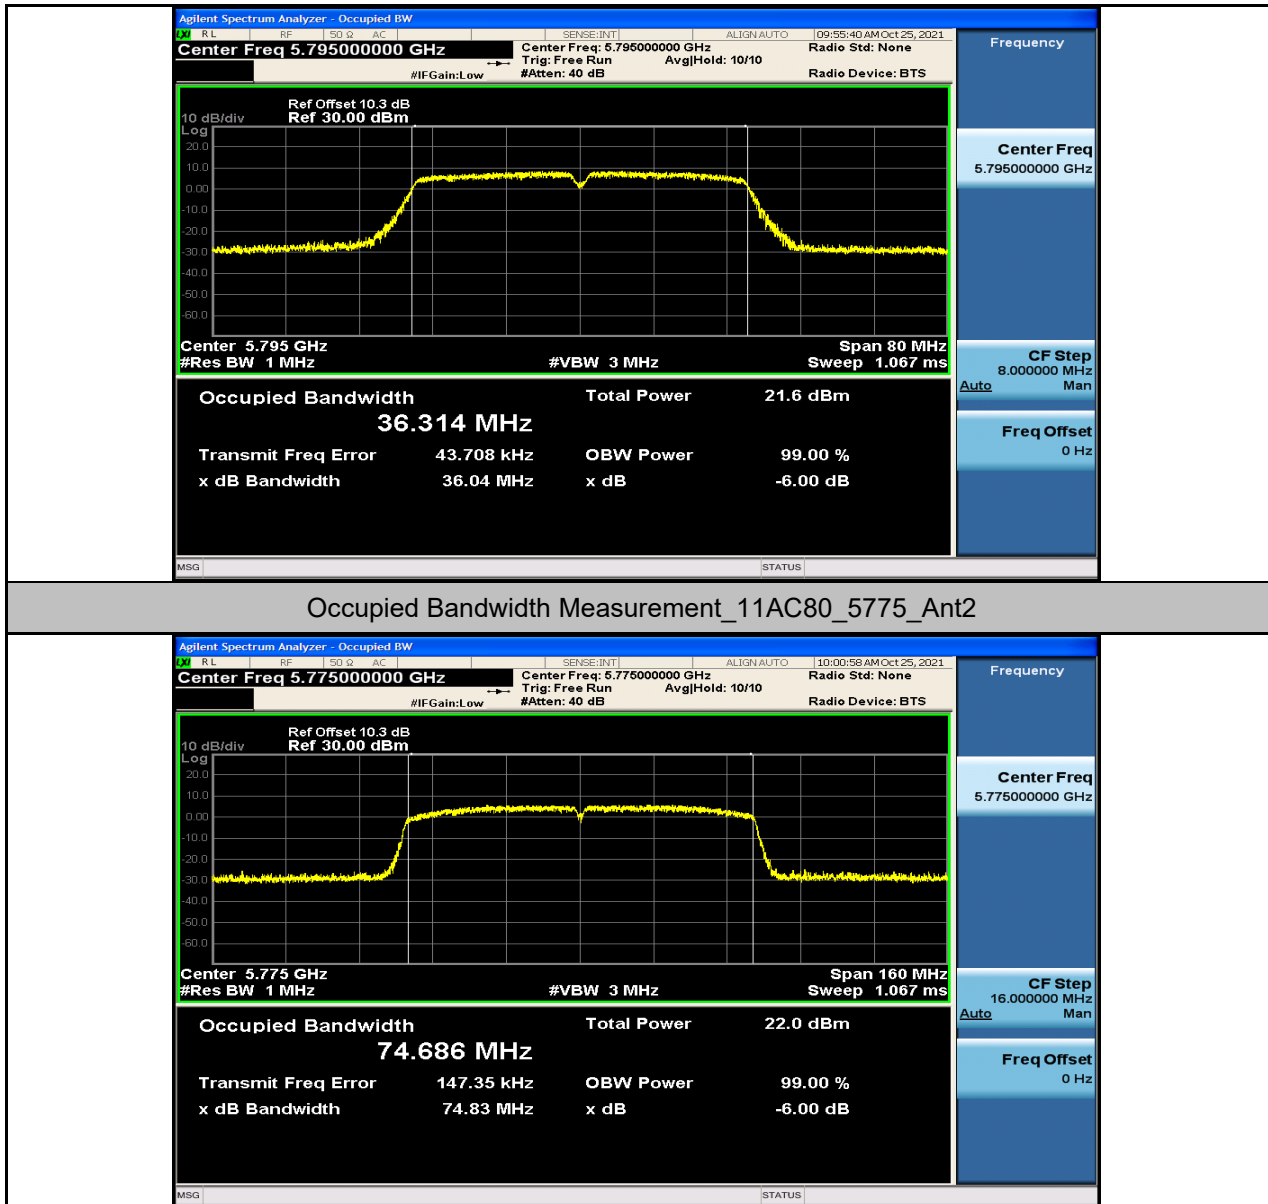 Agilent Spectrum Analyzer - Occupied BW
LXI RL RF 50 Ω AC SENSE:INT ALIGN AUTO 09:55:40 AM Oct 25, 2021
Center Freq 5.795000000 GHz
Center Freq: 5.795000000 GHz
Radio Std: None
Trig: Free Run Avg|Hold: 10/10
#IFGain:Low #Atten: 40 dB
Radio Device: BTS
Ref Offset 10.3 dB
10 dB/div Ref 30.00 dBm
Log
20.0
10.0
0.00
-10.0
-20.0
-30.0
-40.0
-50.0
-60.0
Center 5.795 GHz Span 80 MHz
#Res BW 1 MHz #VBW 3 MHz Sweep 1.067 ms
Occupied Bandwidth Total Power 21.6 dBm
36.314 MHz
Transmit Freq Error 43.708 kHz OBW Power 99.00 %
x dB Bandwidth 36.04 MHz x dB -6.00 dB
MSG STATUS
Frequency
Center Freq
5.795000000 GHz
CF Step
8.000000 MHz
Auto Man
Freq Offset
0 Hz
Occupied Bandwidth Measurement_11AC80_5775_Ant2
Agilent Spectrum Analyzer - Occupied BW
LXI RL RF 50 Ω AC SENSE:INT ALIGN AUTO 10:00:58 AM Oct 25, 2021
Center Freq 5.775000000 GHz
Center Freq: 5.775000000 GHz
Radio Std: None
Trig: Free Run Avg|Hold: 10/10
#IFGain:Low #Atten: 40 dB
Radio Device: BTS
Ref Offset 10.3 dB
10 dB/div Ref 30.00 dBm
Log
20.0
10.0
0.00
-10.0
-20.0
-30.0
-40.0
-50.0
-60.0
Center 5.775 GHz Span 160 MHz
#Res BW 1 MHz #VBW 3 MHz Sweep 1.067 ms
Occupied Bandwidth Total Power 22.0 dBm
74.686 MHz
Transmit Freq Error 147.35 kHz OBW Power 99.00 %
x dB Bandwidth 74.83 MHz x dB -6.00 dB
MSG STATUS
Frequency
Center Freq
5.775000000 GHz
CF Step
16.000000 MHz
Auto Man
Freq Offset
0 Hz